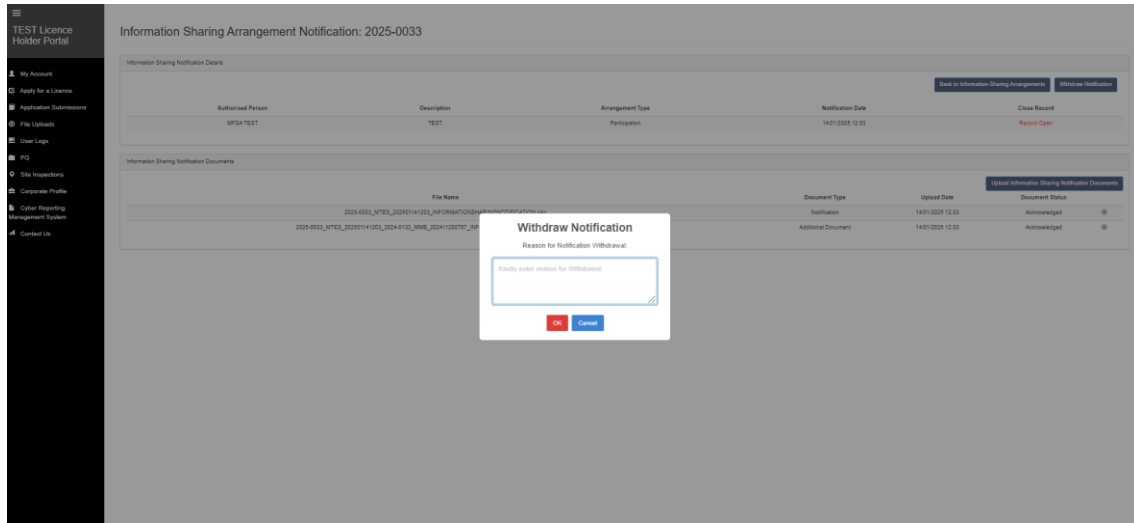 TEST Licence
Holder Portal
My Account
Apply for a Licence
Application Submissions
File Uploads
User Logs
PQ
Site Inspections
Corporate Profile
Cyber Reporting
Management System
Contact Us
Information Sharing Arrangement Notification: 2025-0033
Information Sharing Notification Details
Back to Information-Sharing Arrangements Withdraw Notification
Authorised Person Description Arrangement Type Notification Date Close Record
MFSA TEST TEST Participation 14/01/2025 12:03 Record Open
Information Sharing Notification Documents
Upload Information Sharing Notification Documents
File Name Document Type Upload Date Document Status
2025-0033_MTES_202501141203_INFORMATIONSHARINGNOTIFICATION.xlsx Notification 14/01/2025 12:03 Acknowledged
Additional Document 14/01/2025 12:03 Acknowledged
Withdraw Notification
Reason for Notification Withdrawal:
Kindly enter reason for Withdrawal
OK Cancel